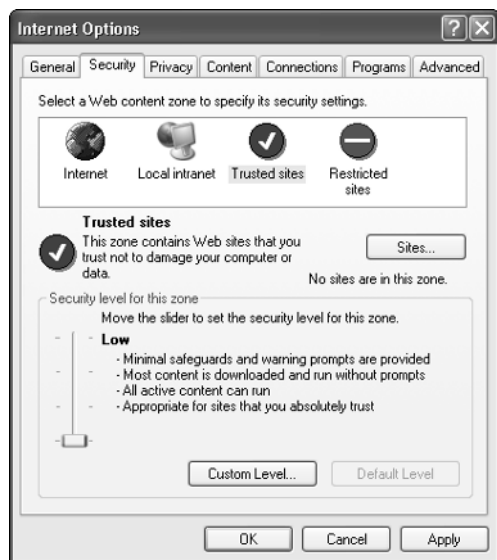 Internet Options
General Security Privacy Content Connections Programs Advanced
Select a Web content zone to specify its security settings.
Internet Local intranet Trusted sites Restricted
sites
Trusted sites
This zone contains Web sites that you
trust not to damage your computer or
data.
Sites...
No sites are in this zone.
Security level for this zone
Move the slider to set the security level for this zone.
Low
- Minimal safeguards and warning prompts are provided
- Most content is downloaded and run without prompts
- All active content can run
- Appropriate for sites that you absolutely trust
Custom Level... Default Level
OK Cancel Apply